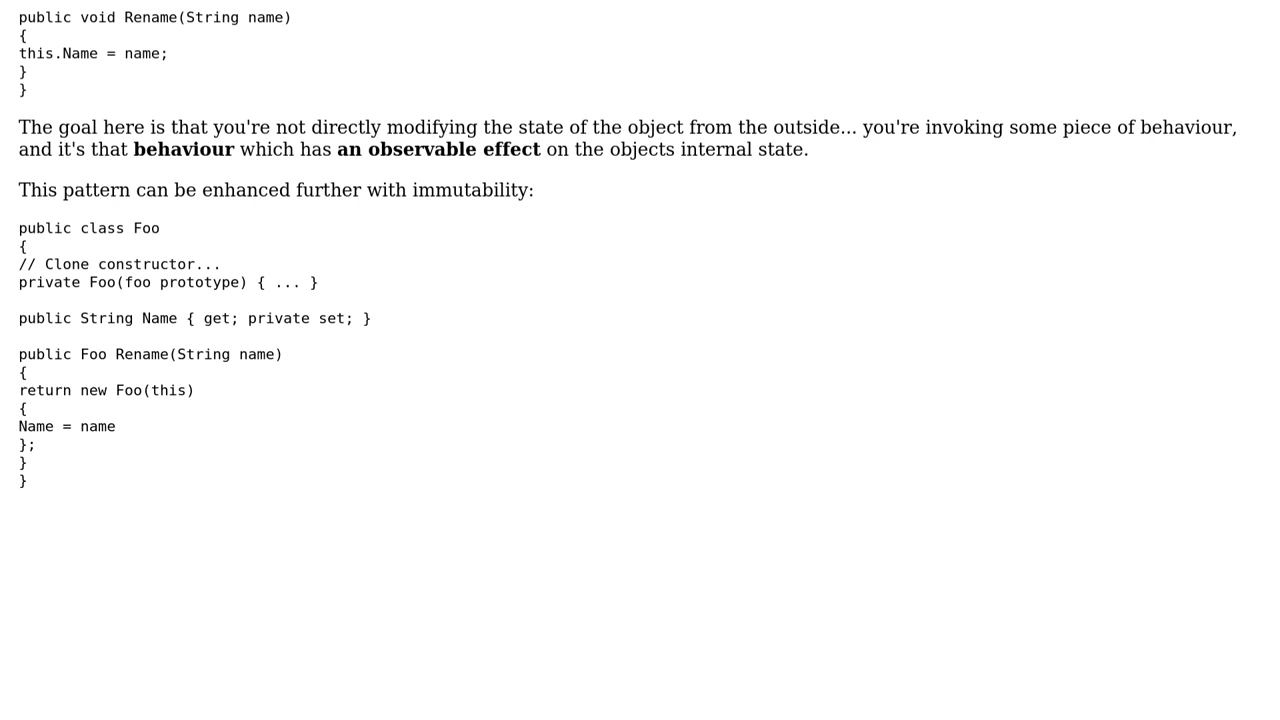 public void Rename(String name)
{
this.Name = name;
}
}
The goal here is that you're not directly modifying the state of the object from the outside... you're invoking some piece of behaviour,
and it's that behaviour which has an observable effect on the objects internal state.
This pattern can be enhanced further with immutability:
public class Foo
{
// Clone constructor...
private Foo(foo prototype) { ... }
public String Name { get; private set; }
public Foo Rename(String name)
{
return new Foo(this)
{
Name = name
};
}
}